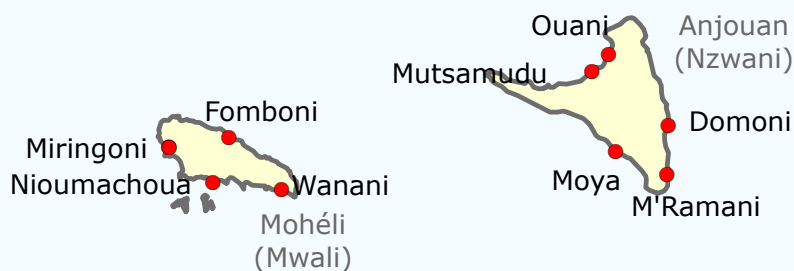 Ouani
Anjouan
(Nzwani)
Mutsamudu
Fomboni
Domoni
Miringoni
Moya
Nioumachoua
Wanani
M'Ramani
Mohéli
(Mwali)